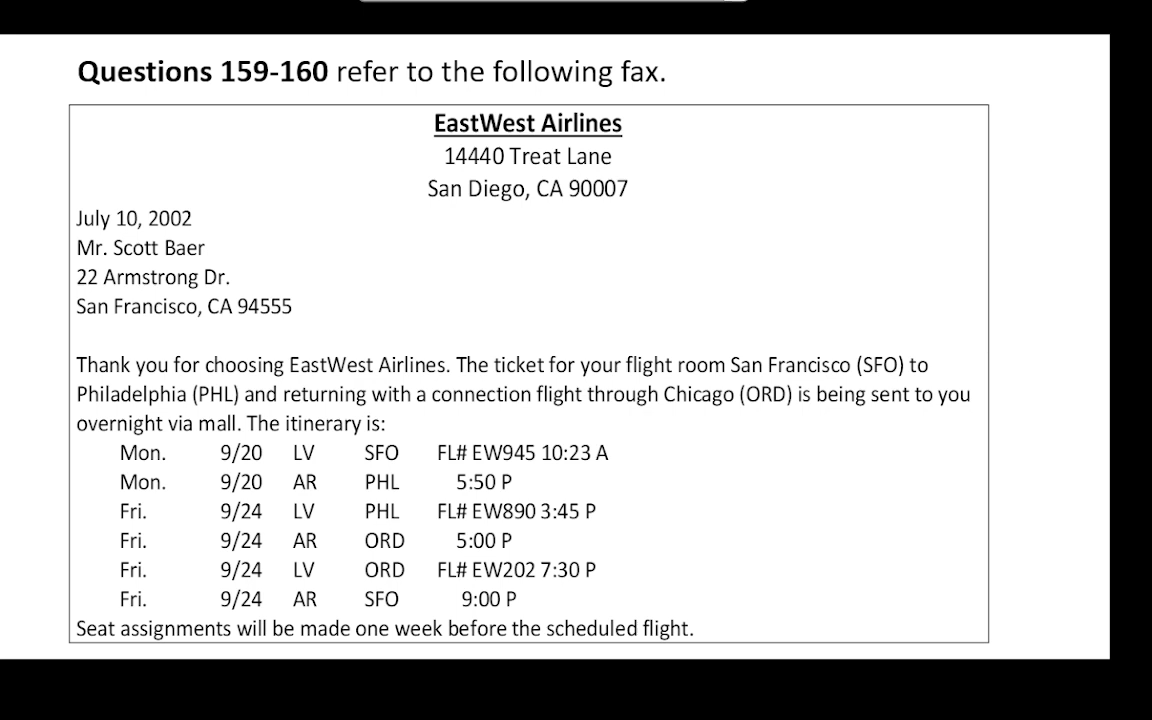 Questions 159-160 refer to the following fax.
EastWest Airlines
14440 Treat Lane
San Diego, CA 90007
July 10, 2002
Mr. Scott Baer
22 Armstrong Dr.
San Francisco, CA 94555
Thank you for choosing EastWest Airlines. The ticket for your flight room San Francisco (SFO) to
Philadelphia (PHL) and returning with a connection flight through Chicago (ORD) is being sent to you
overnight via mall. The itinerary is:
Mon. 9/20 LV SFO FL# EW945 10:23 A
Mon. 9/20 AR PHL 5:50 P
Fri. 9/24 LV PHL FL# EW890 3:45 P
Fri. 9/24 AR ORD 5:00 P
Fri. 9/24 LV ORD FL# EW202 7:30 P
Fri. 9/24 AR SFO 9:00 P
Seat assignments will be made one week before the scheduled flight.